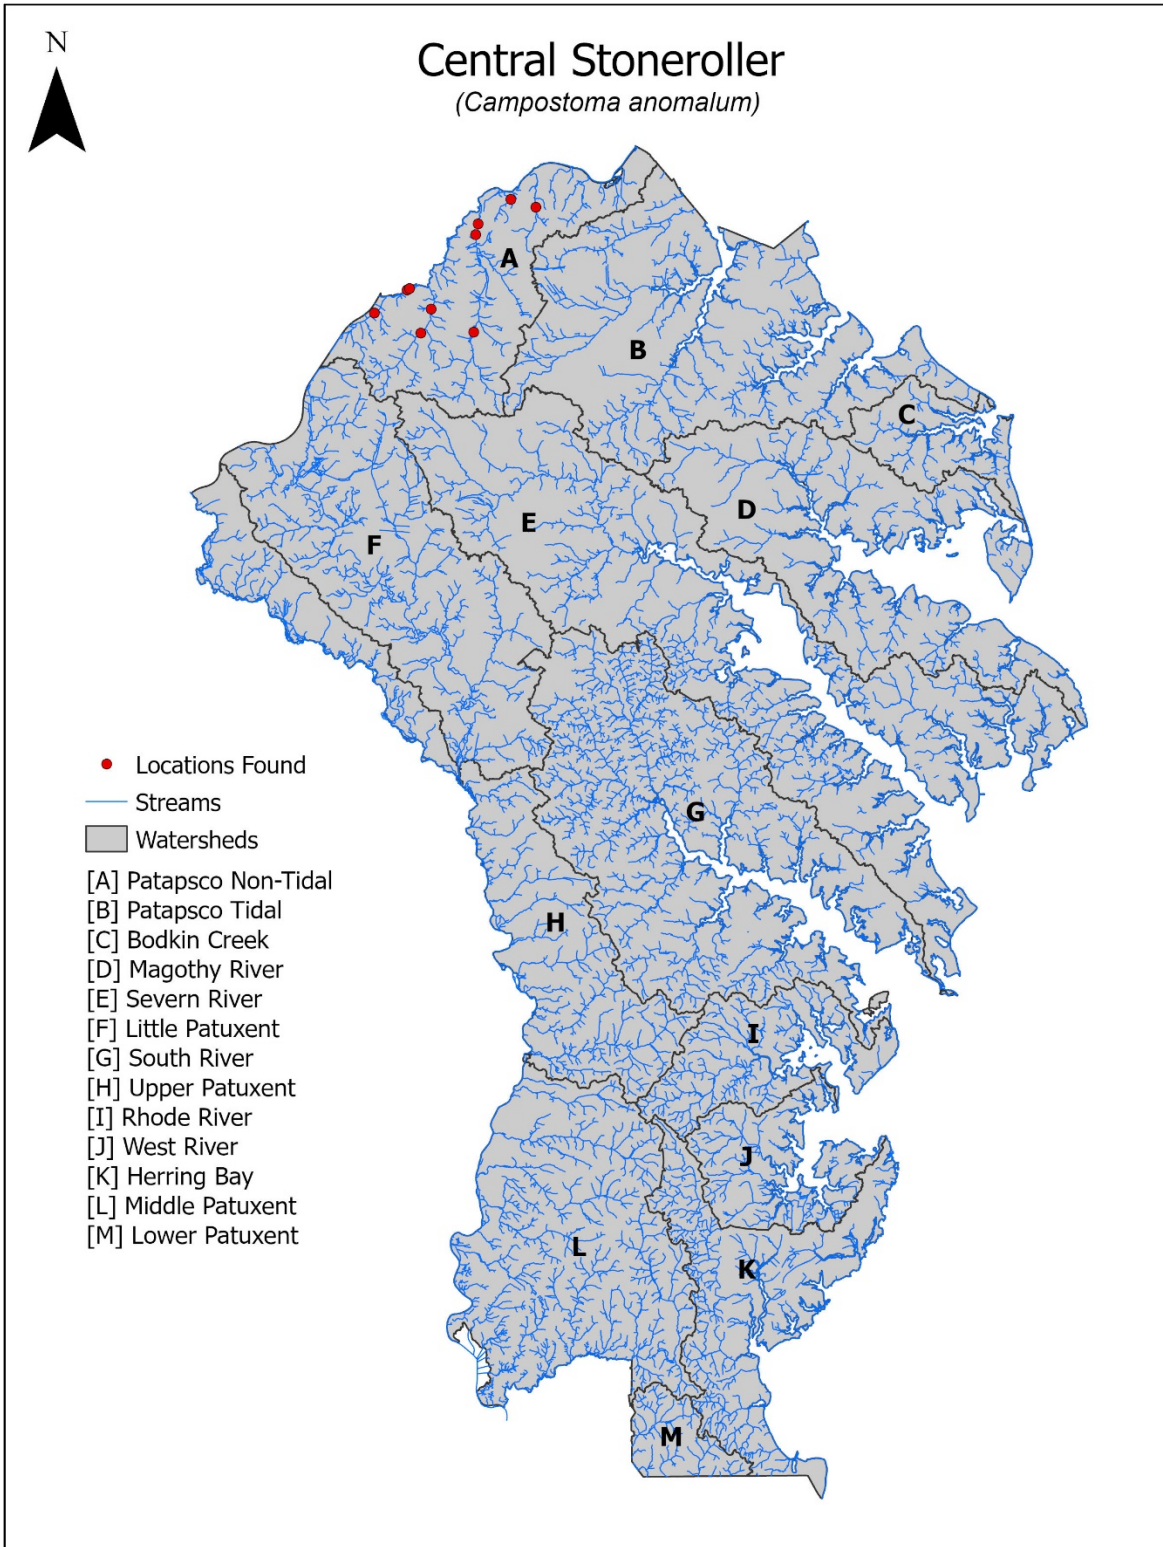 N
Central Stoneroller
(Campostoma anomalum)
A
B
C
D
E
F
G
H
I
J
K
L
M
Locations Found
Streams
Watersheds
[A] Patapsco Non-Tidal
[B] Patapsco Tidal
[C] Bodkin Creek
[D] Magothy River
[E] Severn River
[F] Little Patuxent
[G] South River
[H] Upper Patuxent
[I] Rhode River
[J] West River
[K] Herring Bay
[L] Middle Patuxent
[M] Lower Patuxent